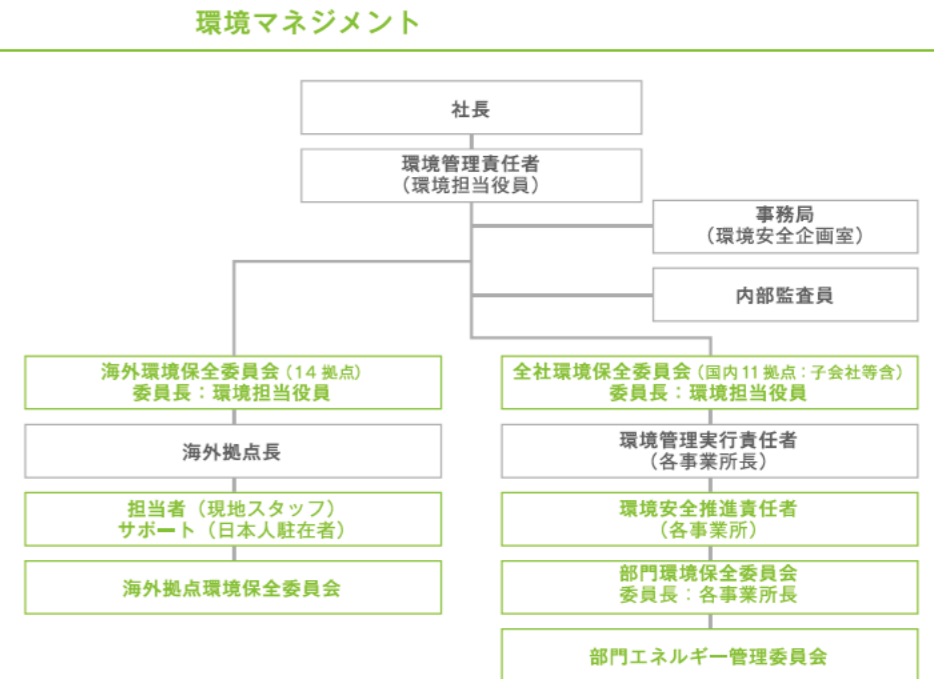 環境マネジメント
社長
環境管理責任者
（環境担当役員）
事務局
（環境安全企画室）
内部監査員
海外環境保全委員会（14 拠点）
委員長：環境担当役員
海外拠点長
担当者（現地スタッフ）
サポート（日本人駐在者）
海外拠点環境保全委員会
全社環境保全委員会（国内 11 拠点：子会社等含）
委員長：環境担当役員
環境管理実行責任者
（各事業所長）
環境安全推進責任者
（各事業所）
部門環境保全委員会
委員長：各事業所長
部門エネルギー管理委員会